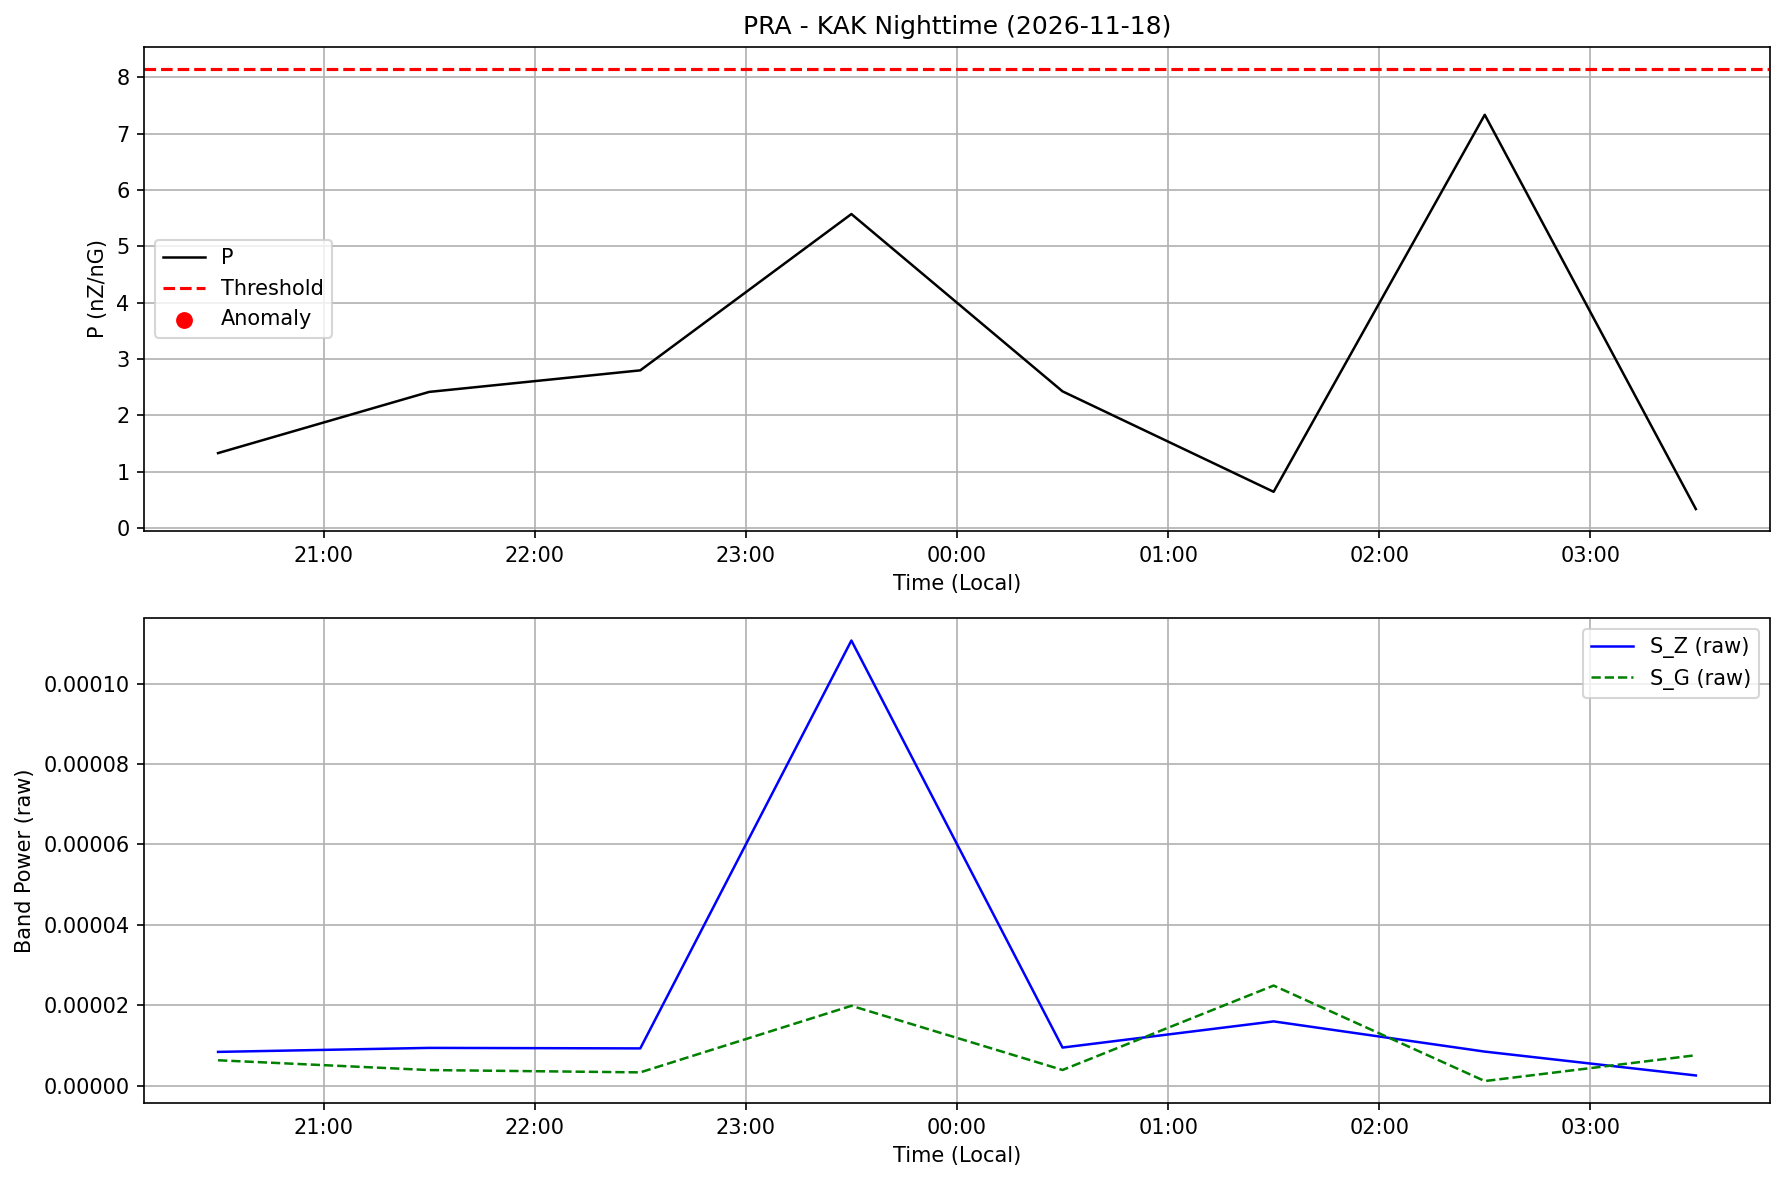 PRA - KAK Nighttime (2026-11-18)
P (nZ/nG)
8
7
6
5
4
3
2
1
0
P
Threshold
Anomaly
21:00 22:00 23:00 00:00 01:00 02:00 03:00
Time (Local)
Band Power (raw)
0.00010
0.00008
0.00006
0.00004
0.00002
0.00000
S_Z (raw)
S_G (raw)
21:00 22:00 23:00 00:00 01:00 02:00 03:00
Time (Local)